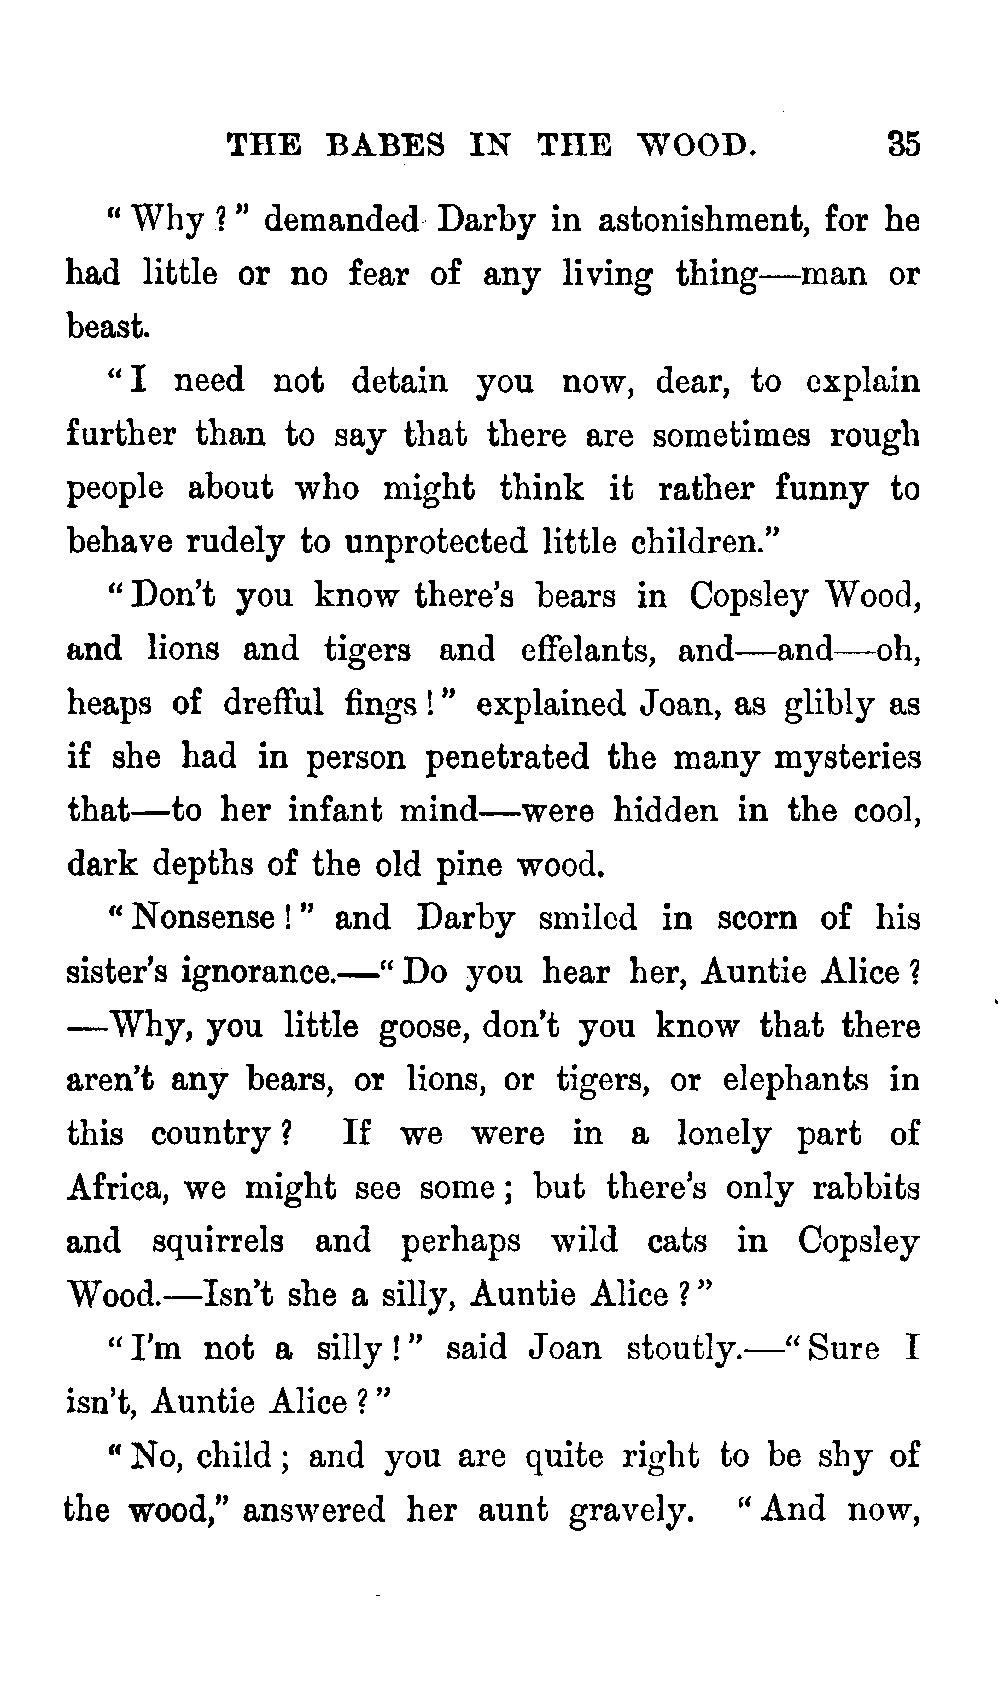 THE BABES IN THE WOOD. 35
“Why?” demanded Darby in astonishment, for he
had little or no fear of any living thing—man or
beast.
“I need not detain you now, dear, to explain
further than to say that there are sometimes rough
people about who might think it rather funny to
behave rudely to unprotected little children.”
“Don't you know there's bears in Copsley Wood,
and lions and tigers and effelants, and—and—oh,
heaps of drefful fings!” explained Joan, as glibly as
if she had in person penetrated the many mysteries
that—to her infant mind—were hidden in the cool,
dark depths of the old pine wood.
“Nonsense!” and Darby smiled in scorn of his
sister's ignorance.—“Do you hear her, Auntie Alice?
—Why, you little goose, don't you know that there
aren't any bears, or lions, or tigers, or elephants in
this country? If we were in a lonely part of
Africa, we might see some; but there's only rabbits
and squirrels and perhaps wild cats in Copsley
Wood.—Isn't she a silly, Auntie Alice?”
“I'm not a silly!” said Joan stoutly.—“Sure I
isn't, Auntie Alice?”
“No, child; and you are quite right to be shy of
the wood,” answered her aunt gravely. “And now,